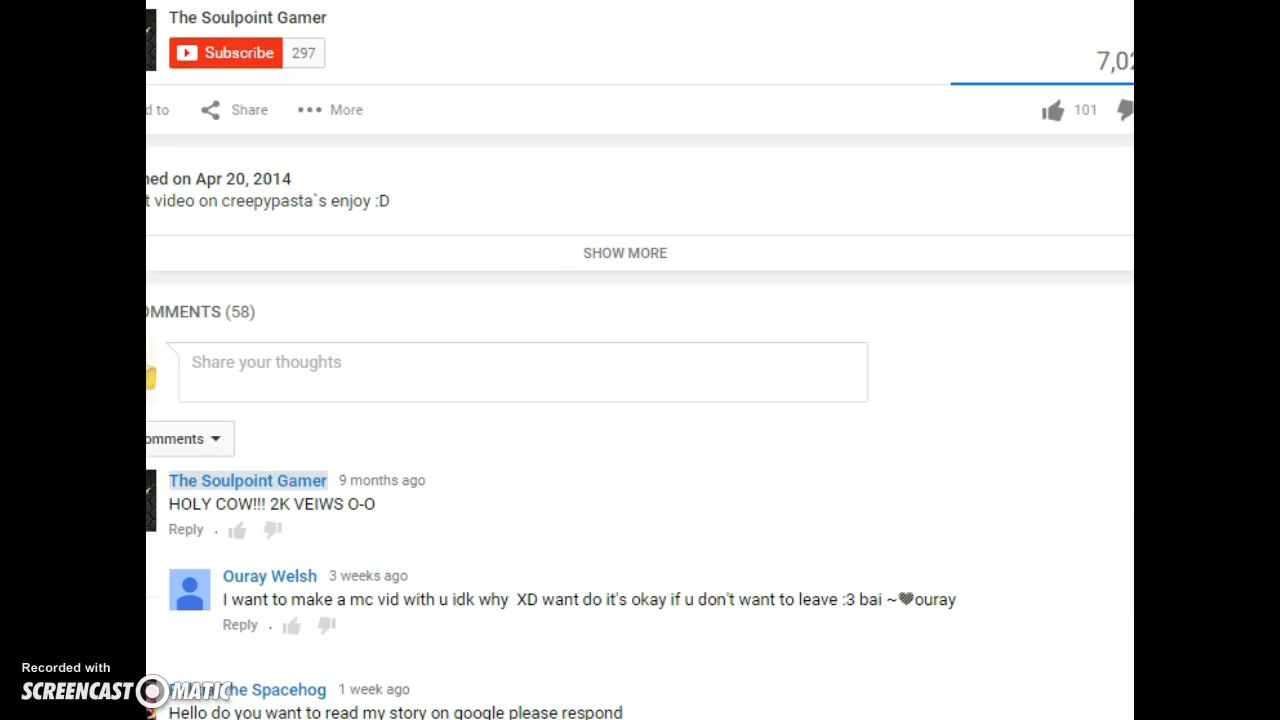 The Soulpoint Gamer
Subscribe 297
7,02
d to Share More 101
ned on Apr 20, 2014
t video on creepypasta`s enjoy :D
SHOW MORE
OMMENTS (58)
Share your thoughts
omments
The Soulpoint Gamer 9 months ago
HOLY COW!!! 2K VEIWS O-O
Reply .
Ouray Welsh 3 weeks ago
I want to make a mc vid with u idk why XD want do it's okay if u don't want to leave :3 bai ~🖤ouray
Reply .
Recorded with
SCREENCAST O MATIC
he Spacehog 1 week ago
Hello do you want to read my story on google please respond